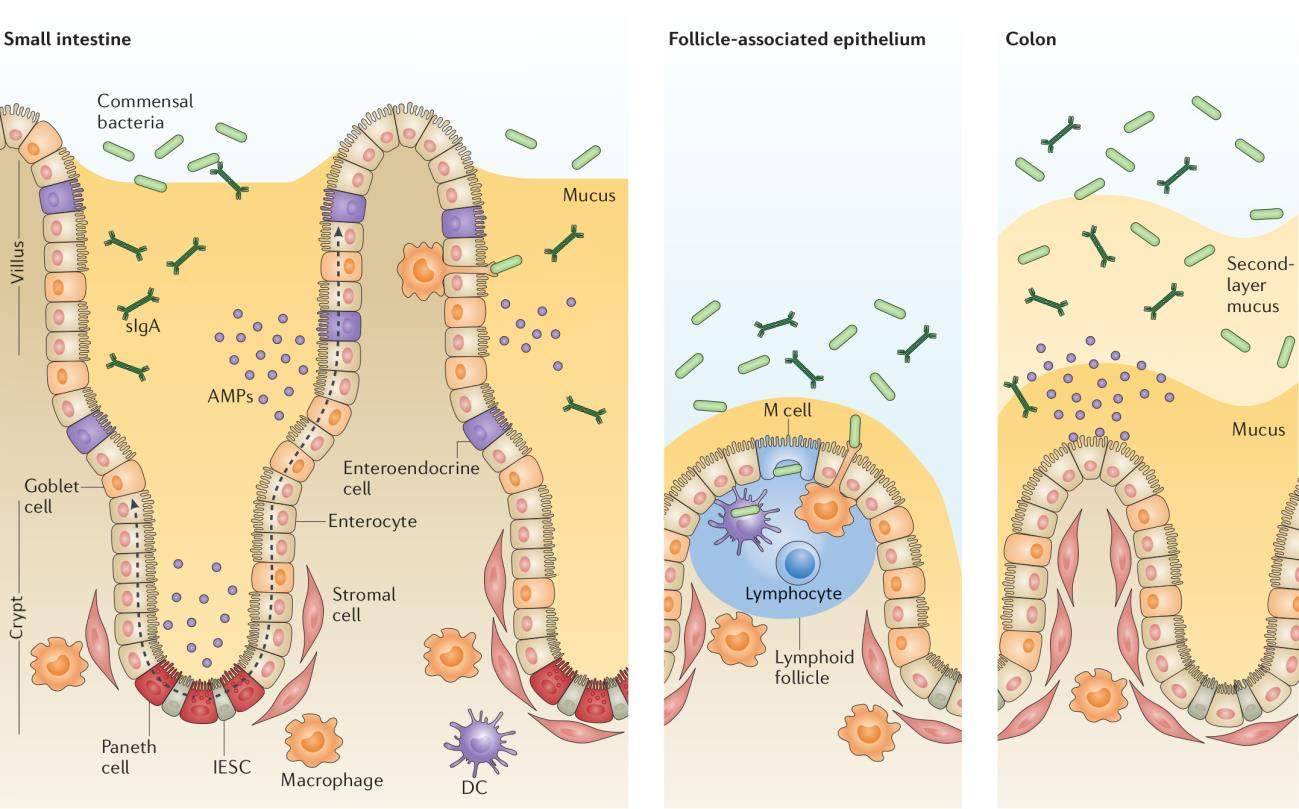 Small intestine
Commensal
bacteria
Mucus
Villus
sIgA
AMPs
Enteroendocrine
cell
Goblet
cell
Enterocyte
Stromal
cell
Crypt
Paneth
cell
IESC
Macrophage
DC
Follicle-associated epithelium
M cell
Lymphocyte
Lymphoid
follicle
Colon
Second-
layer
mucus
Mucus